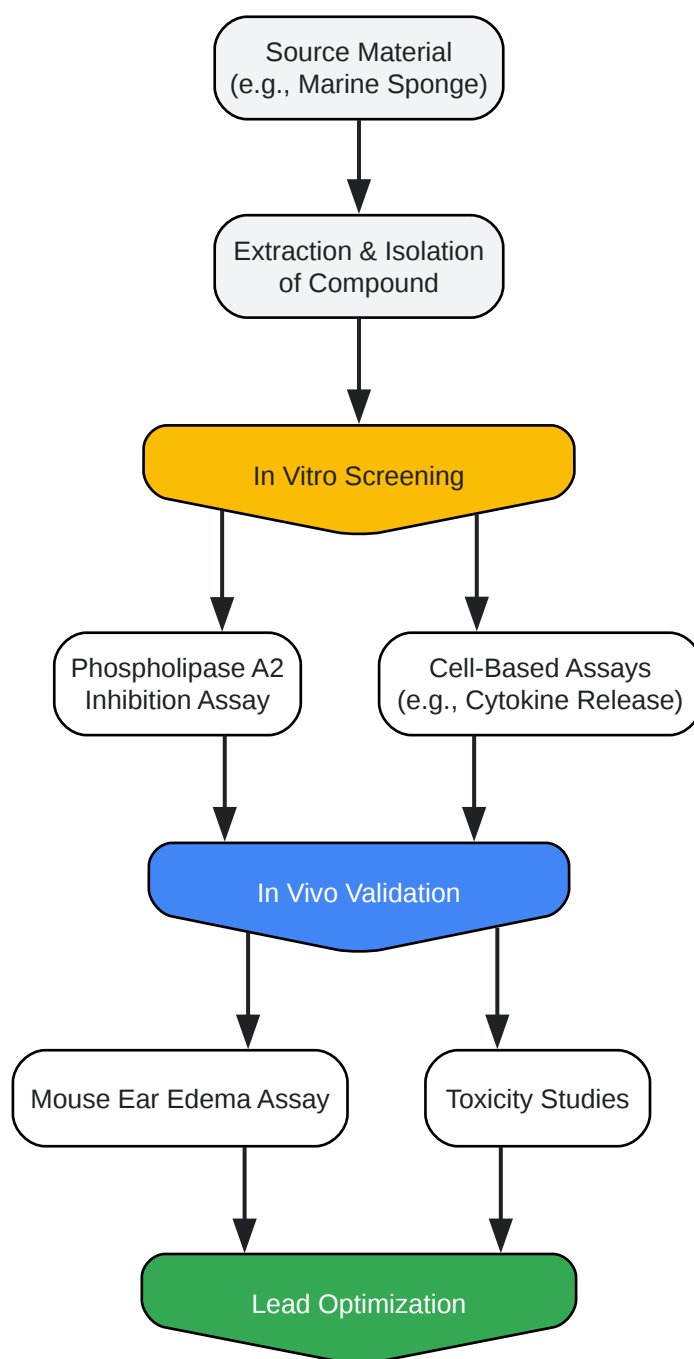 Source Material
(e.g., Marine Sponge)
Extraction & Isolation
of Compound
In Vitro Screening
Phospholipase A2
Inhibition Assay
Cell-Based Assays
(e.g., Cytokine Release)
In Vivo Validation
Mouse Ear Edema Assay
Toxicity Studies
Lead Optimization